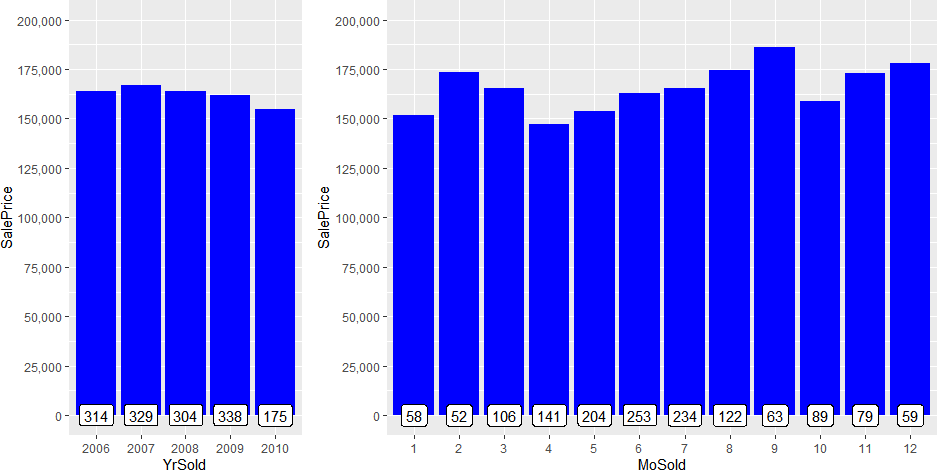 200,000
175,000
150,000
125,000
100,000
75,000
50,000
25,000
0
SalePrice
314 329 304 338 175
2006 2007 2008 2009 2010
YrSold
200,000
175,000
150,000
125,000
100,000
75,000
50,000
25,000
0
SalePrice
58 52 106 141 204 253 234 122 63 89 79 59
1 2 3 4 5 6 7 8 9 10 11 12
MoSold